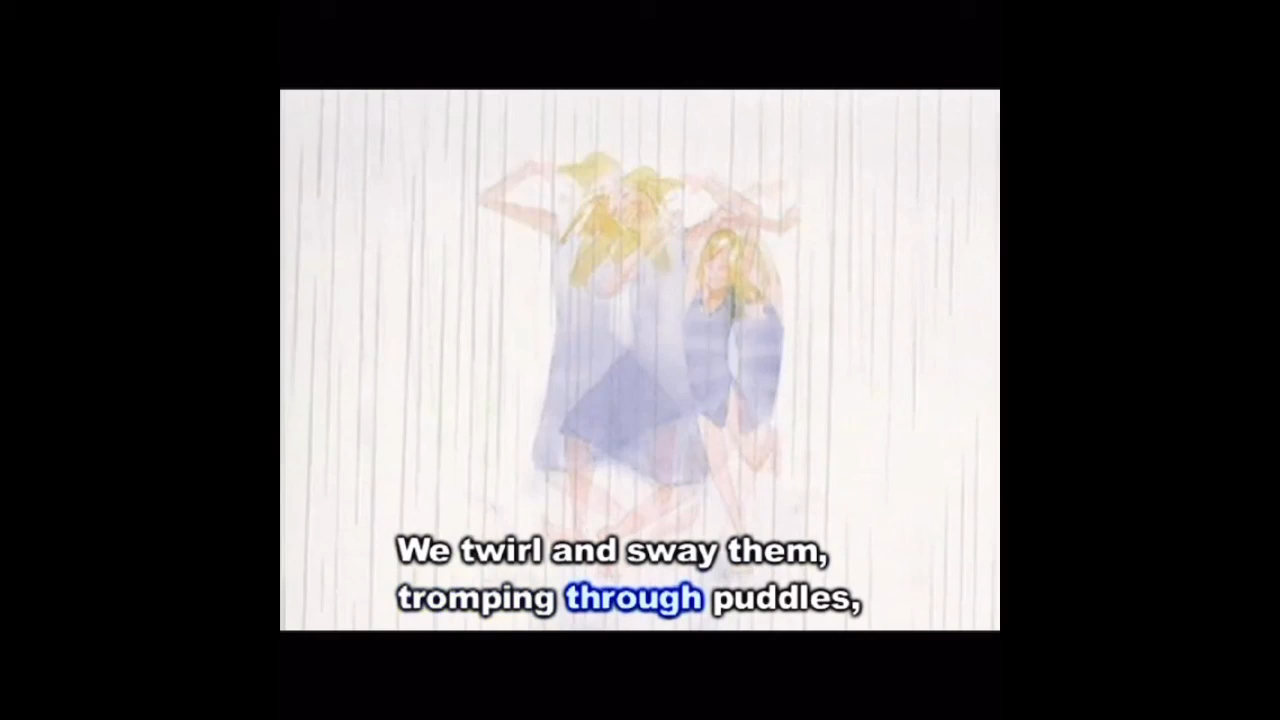 We twirl and sway them,
tromping through puddles,